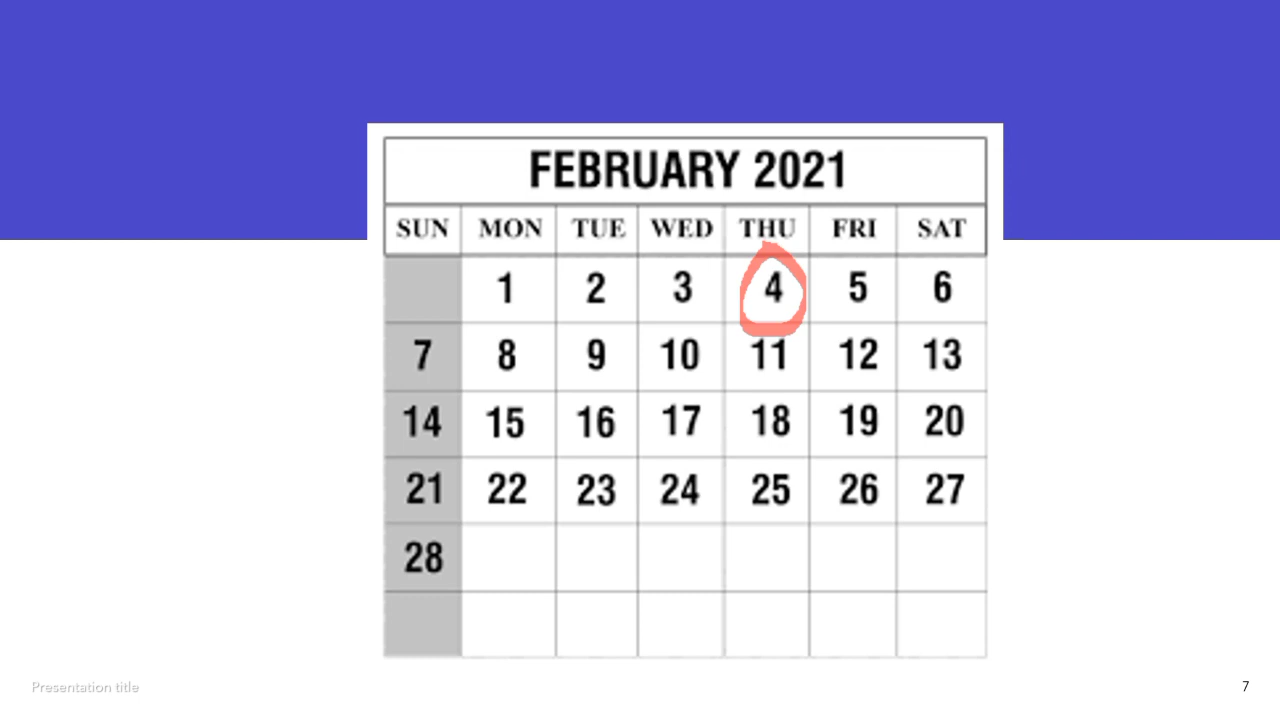 FEBRUARY 2021
SUN MON TUE WED THU FRI SAT
1 2 3 4 5 6
7 8 9 10 11 12 13
14 15 16 17 18 19 20
21 22 23 24 25 26 27
28
Presentation title 7